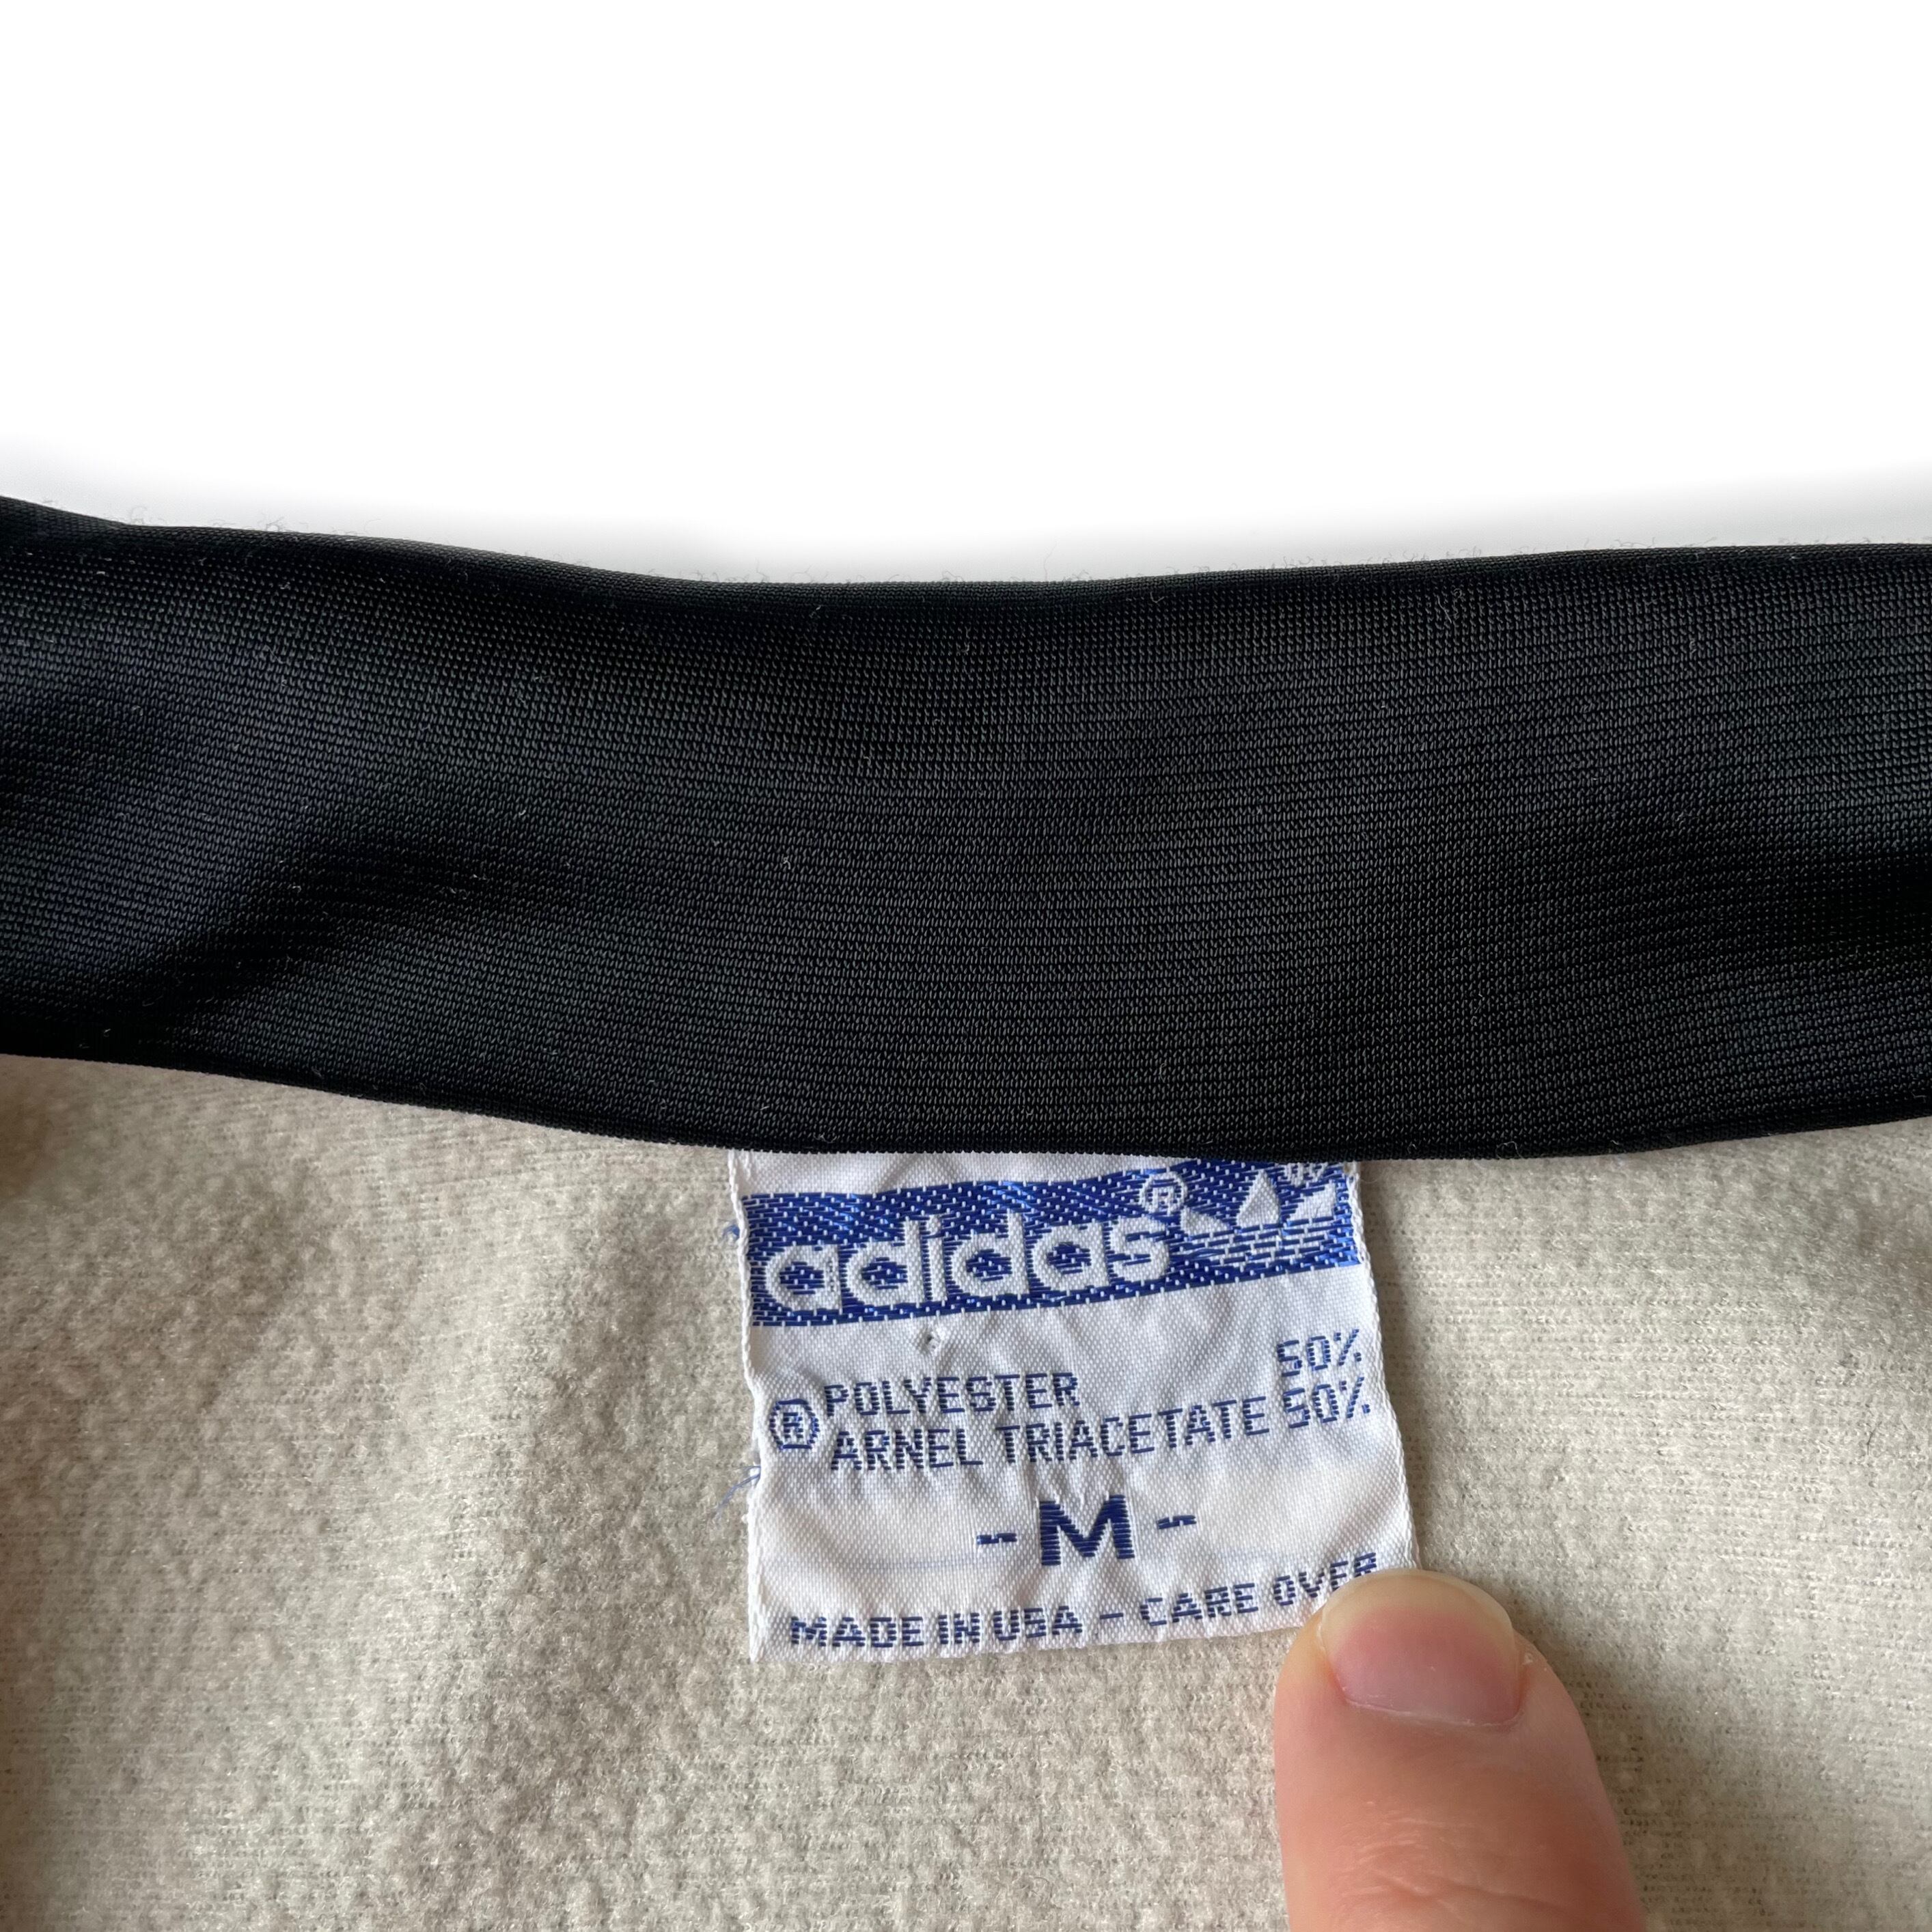 adidas®
POLYESTER 50%
® ARNEL TRIACETATE 50%
- M -
MADE IN USA - CARE OVER